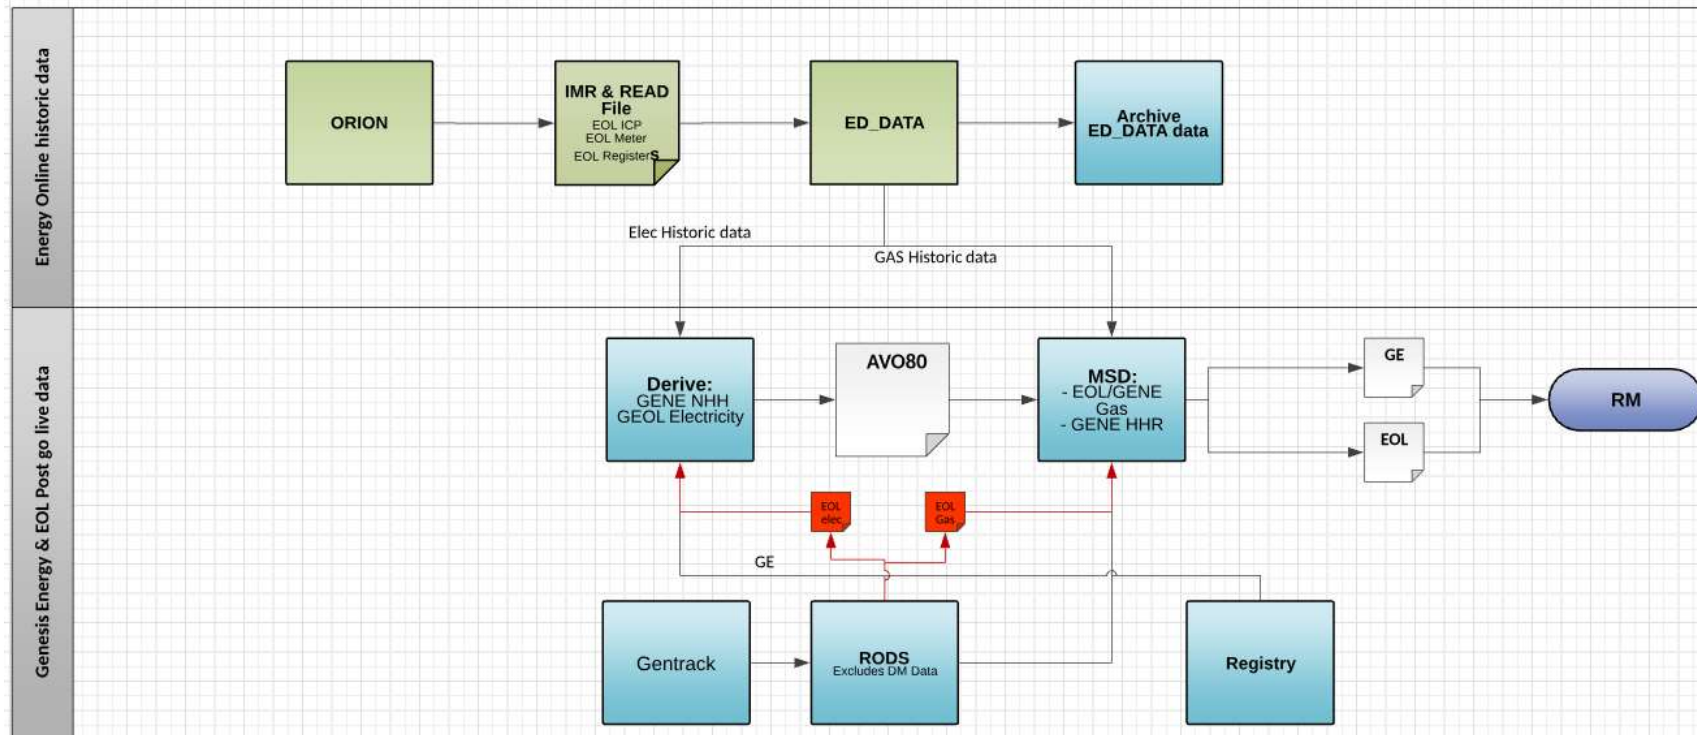 Energy Online historic data
ORION
IMR & READ
File
EOL ICP
EOL Meter
EOL Registers
ED_DATA
Archive
ED_DATA data
Elec Historic data
GAS Historic data
Genesis Energy & EOL Post go live data
Derive:
GENE NHH
GEOL Electricity
AVO80
MSD:
- EOL/GENE
Gas
- GENE HHR
GE
EOL
RM
EOL
elec
EOL
Gas
GE
Gentrack
RODS
Excludes DM Data
Registry